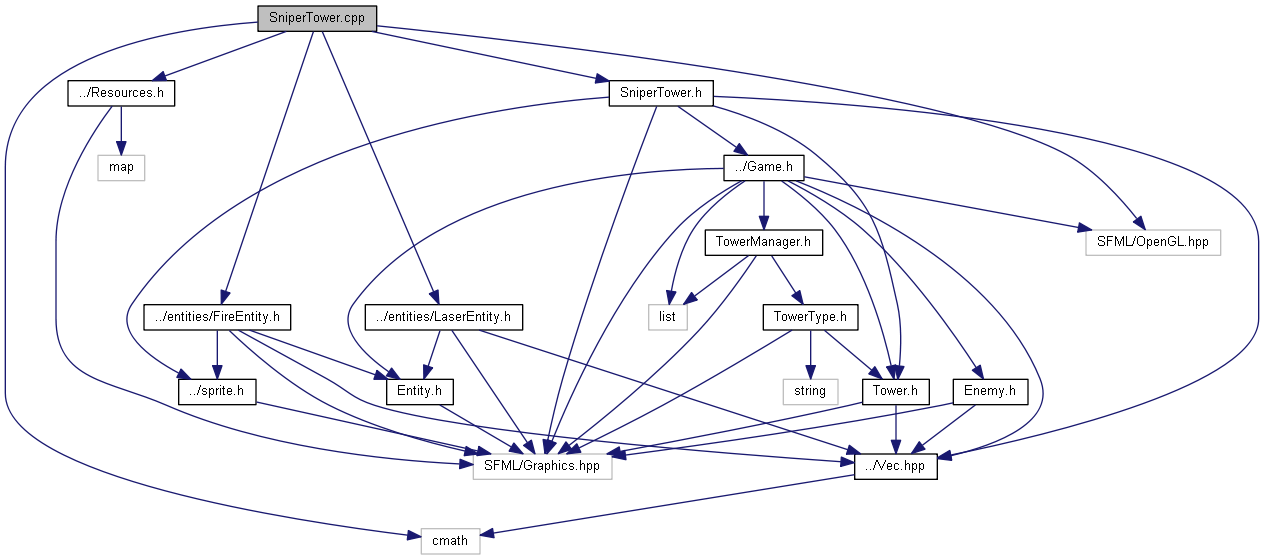 SniperTower.cpp
../Resources.h
SniperTower.h
map
../Game.h
TowerManager.h
SFML/OpenGL.hpp
../entities/FireEntity.h
../entities/LaserEntity.h
list
TowerType.h
../sprite.h
Entity.h
string
Tower.h
Enemy.h
SFML/Graphics.hpp
../Vec.hpp
cmath